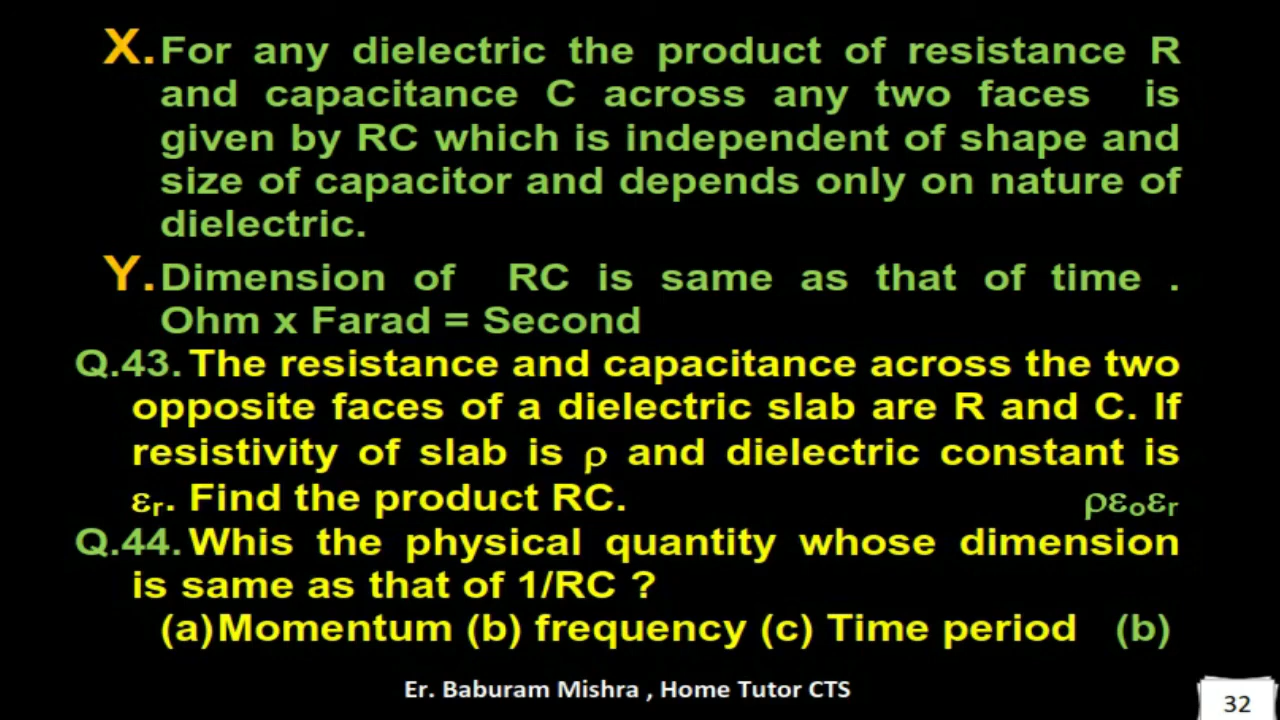 X. For any dielectric the product of resistance R
and capacitance C across any two faces is
given by RC which is independent of shape and
size of capacitor and depends only on nature of
dielectric.
Y. Dimension of RC is same as that of time .
Ohm x Farad = Second
Q.43. The resistance and capacitance across the two
opposite faces of a dielectric slab are R and C. If
resistivity of slab is ρ and dielectric constant is
εr. Find the product RC. ρεoεr
Q.44. Whis the physical quantity whose dimension
is same as that of 1/RC ?
(a)Momentum (b) frequency (c) Time period (b)
Er. Baburam Mishra , Home Tutor CTS
32